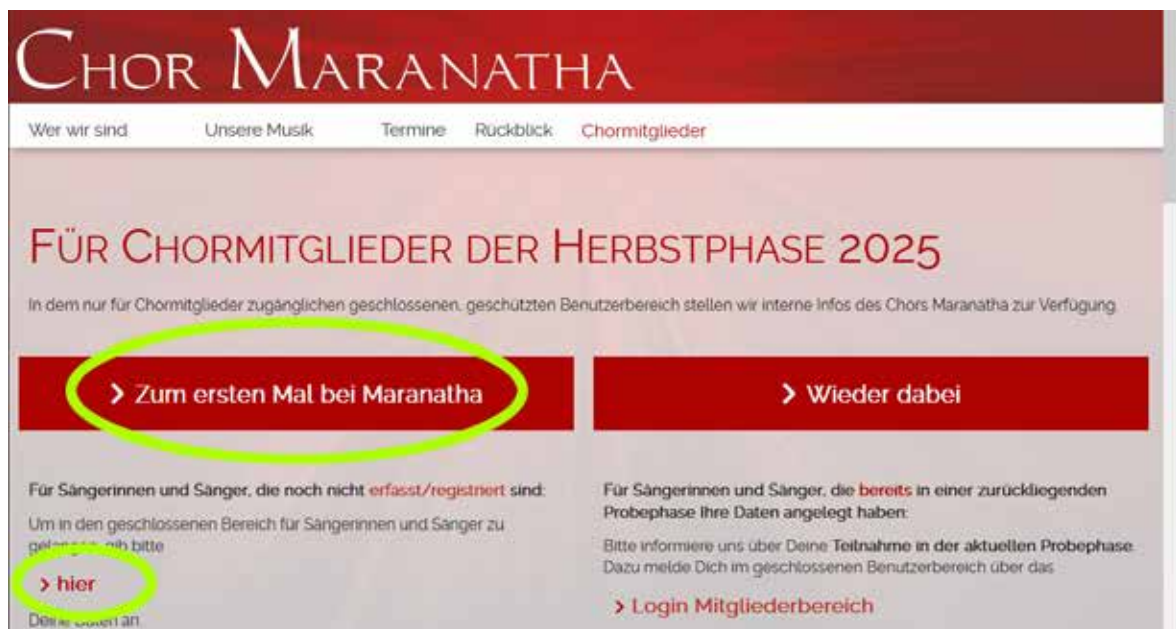 CHOR MARANATHA
Wer wir sind Unsere Musik Termine Rückblick Chormitglieder
FÜR CHORMITGLIEDER DER HERBSTPHASE 2025
In dem nur für Chormitglieder zugänglichen geschlossenen, geschützten Benutzerbereich stellen wir interne Infos des Chors Maranatha zur Verfügung.
> Zum ersten Mal bei Maranatha
Für Sängerinnen und Sänger, die noch nicht erfasst/registriert sind:
Um in den geschlossenen Bereich für Sängerinnen und Sänger zu
gelangen, gib bitte
> hier
Deine Daten an.
> Wieder dabei
Für Sängerinnen und Sänger, die bereits in einer zurückliegenden
Probephase Ihre Daten angelegt haben:
Bitte informiere uns über Deine Teilnahme in der aktuellen Probephase.
Dazu melde Dich im geschlossenen Benutzerbereich über das
> Login Mitgliederbereich